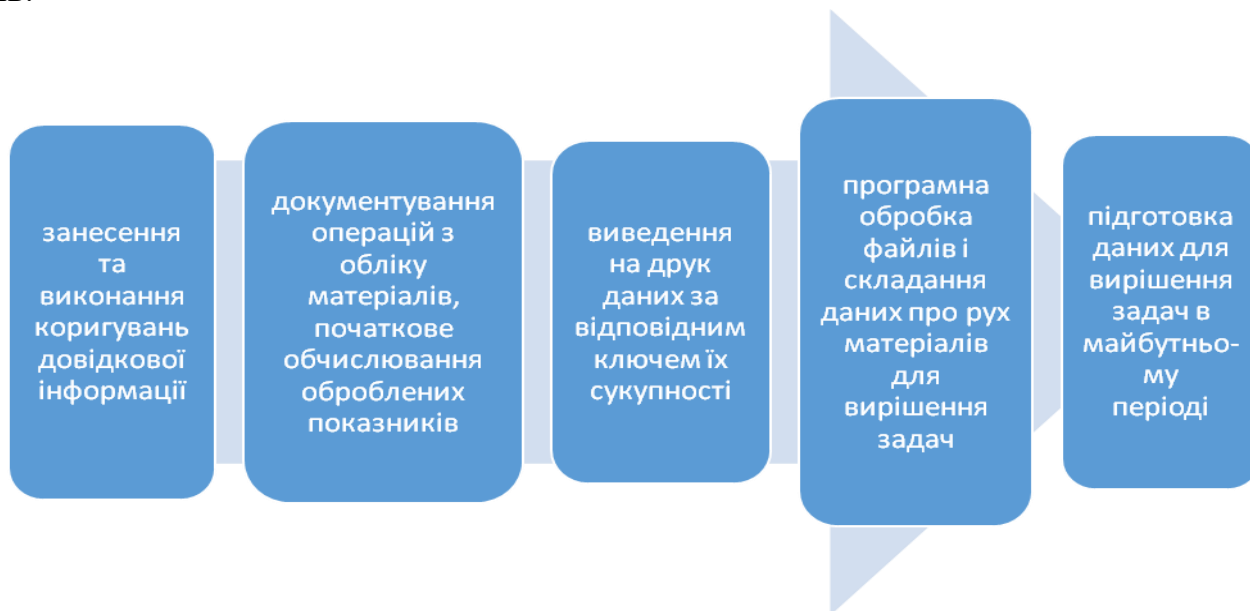 занесення
та
виконання
коригувань
довідкової
інформації
документування
операцій з
обліку
матеріалів,
початкове
обчислювання
оброблених
показників
виведення
на друк
даних за
відповідним
ключем їх
сукупності
програмна
обробка
файлів і
складання
даних про рух
матеріалів
для
вирішення
задач
підготовка
даних для
вирішення
задач в
майбутньо-
му
періоді